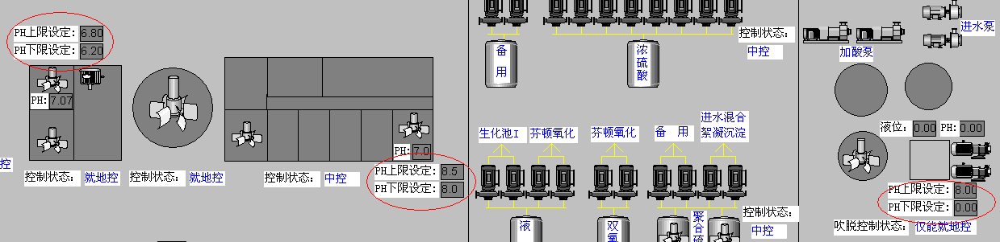 PH上限设定: 6.80
PH下限设定: 6.20
PH: 7.07
控
控制状态: 就地控
控制状态: 就地控
控制状态: 中控
PH: 7.0
PH上限设定: 8.5
PH下限设定: 8.0
备用
浓硫酸
控制状态:
中控
生化池I
芬顿氧化
芬顿氧化
备 用
进水混合
絮凝沉淀
液
双氧
聚合硫
控制状态:
中控
加酸泵
进水泵
液位: 0.00 PH: 0.00
PH上限设定: 8.00
PH下限设定: 0.00
吹脱控制状态: 仅能就地控